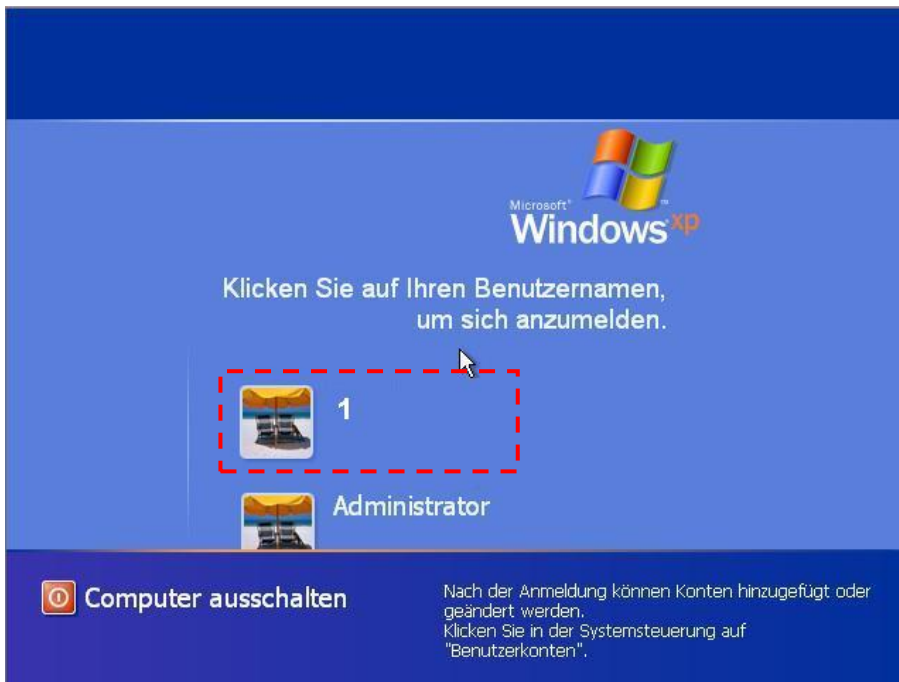 Microsoft®
Windows xp™
Klicken Sie auf Ihren Benutzernamen,
um sich anzumelden.
1
Administrator
Computer ausschalten
Nach der Anmeldung können Konten hinzugefügt oder
geändert werden.
Klicken Sie in der Systemsteuerung auf
"Benutzerkonten".